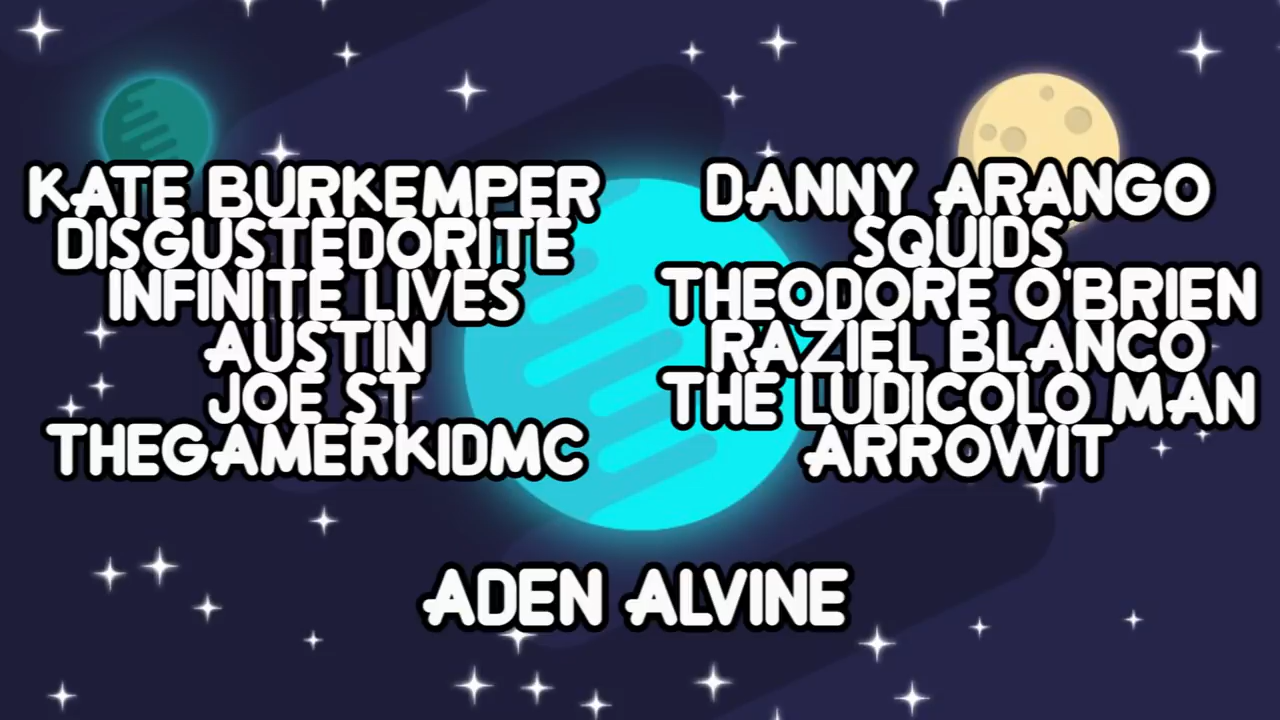 KATE BURKEMPER
DISGUSTEDORITE
INFINITE LIVES
AUSTIN
JOE ST
THEGAMERKIDMC
DANNY ARANGO
SQUIDS
THEODORE O'BRIEN
RAZIEL BLANCO
THE LUDICOLO MAN
ARROWIT
ADEN ALVINE